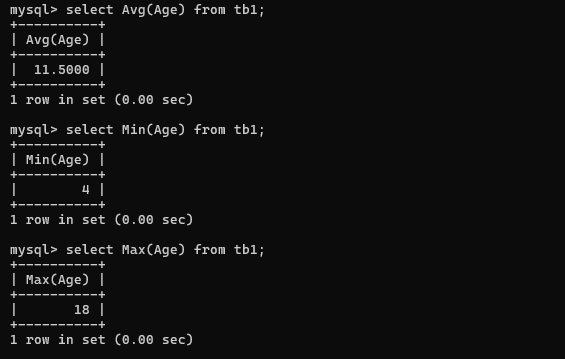 mysql> select Avg(Age) from tb1;
+----------+
| Avg(Age) |
+----------+
|  11.5000 |
+----------+
1 row in set (0.00 sec)

mysql> select Min(Age) from tb1;
+----------+
| Min(Age) |
+----------+
|        4 |
+----------+
1 row in set (0.00 sec)

mysql> select Max(Age) from tb1;
+----------+
| Max(Age) |
+----------+
|       18 |
+----------+
1 row in set (0.00 sec)